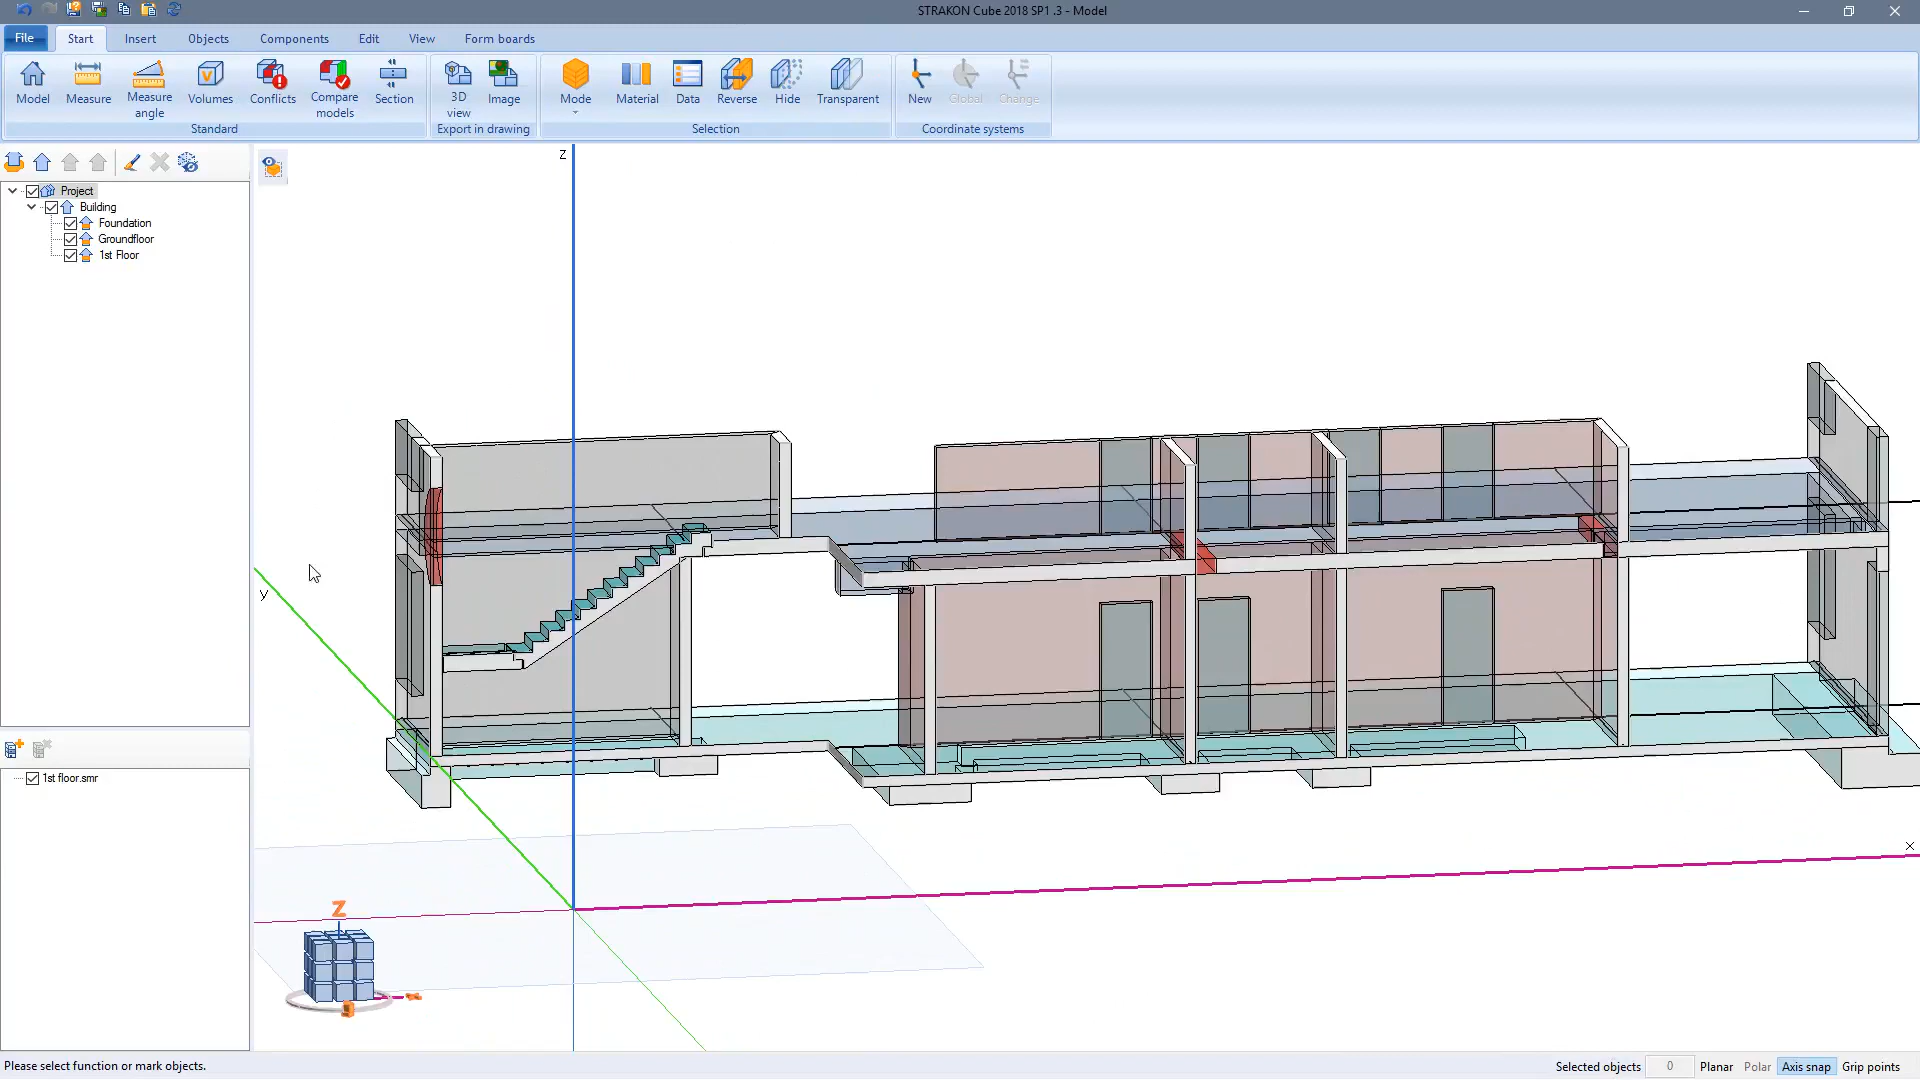 STRAKON Cube 2018 SP1 .3 - Model
File Start Insert Objects Components Edit View Form boards
Model Measure Measure angle Volumes Conflicts Compare models Section
3D view Image
Mode Material Data Reverse Hide Transparent
New Global Change
Standard Export in drawing Selection Coordinate systems
Project
Building
Foundation
Groundfloor
1st Floor
1st floor.smr
Z
y
x
Z
Please select function or mark objects.
Selected objects 0 Planar Polar Axis snap Grip points